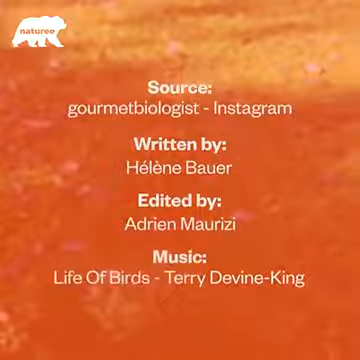 naturee
Source:
gourmetbiologist - Instagram
Written by:
Hélène Bauer
Edited by:
Adrien Maurizi
Music:
Life Of Birds - Terry Devine-King